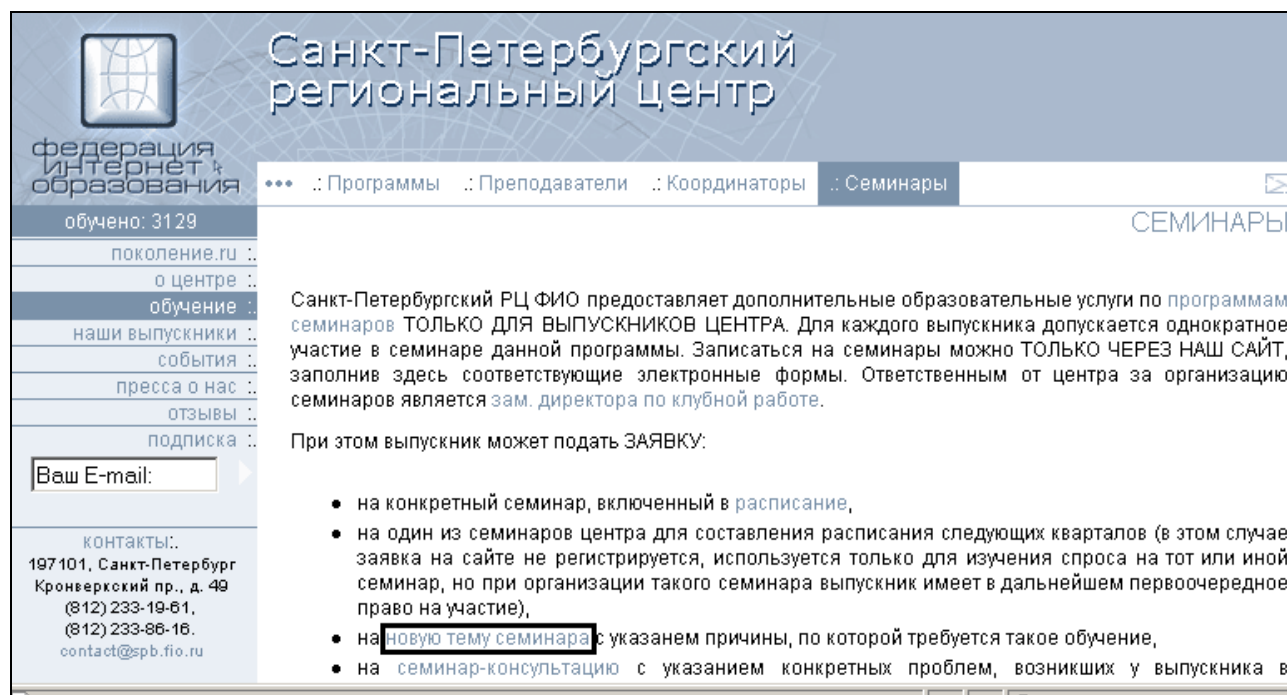 Санкт-Петербургский
региональный центр
федерация
интернет
образования
••• .: Программы .: Преподаватели .: Координаторы .: Семинары
обучено: 3129
СЕМИНАРЫ
поколение.ru :.
о центре :.
обучение :.
наши выпускники :.
события :.
пресса о нас :.
отзывы :.
подписка :.
Ваш E-mail:
контакты:.
197101, Санкт-Петербург
Кронверкский пр., д. 49
(812) 233-19-61,
(812) 233-86-16.
contact@spb.fio.ru
Санкт-Петербургский РЦ ФИО предоставляет дополнительные образовательные услуги по программам
семинаров ТОЛЬКО ДЛЯ ВЫПУСКНИКОВ ЦЕНТРА. Для каждого выпускника допускается однократное
участие в семинаре данной программы. Записаться на семинары можно ТОЛЬКО ЧЕРЕЗ НАШ САЙТ,
заполнив здесь соответствующие электронные формы. Ответственным от центра за организацию
семинаров является зам. директора по клубной работе.
При этом выпускник может подать ЗАЯВКУ:
● на конкретный семинар, включенный в расписание,
● на один из семинаров центра для составления расписания следующих кварталов (в этом случае
заявка на сайте не регистрируется, используется только для изучения спроса на тот или иной
семинар, но при организации такого семинара выпускник имеет в дальнейшем первоочередное
право на участие),
● на новую тему семинара с указанем причины, по которой требуется такое обучение,
● на семинар-консультацию с указанием конкретных проблем, возникших у выпускника в